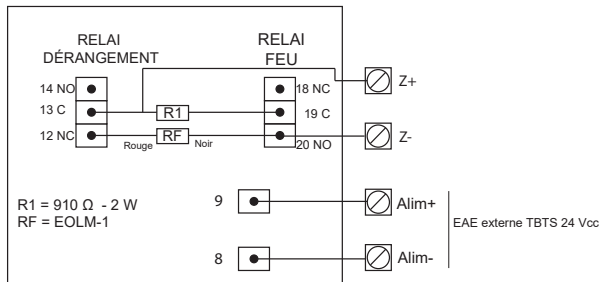 RELAI
DÉRANGEMENT
RELAI
FEU
14 NO
18 NC
Z+
13 C
R1
19 C
12 NC
Rouge
RF
Noir
20 NO
Z-
R1 = 910 Ω - 2 W
RF = EOLM-1
9
Alim+
EAE externe TBTS 24 Vcc
8
Alim-